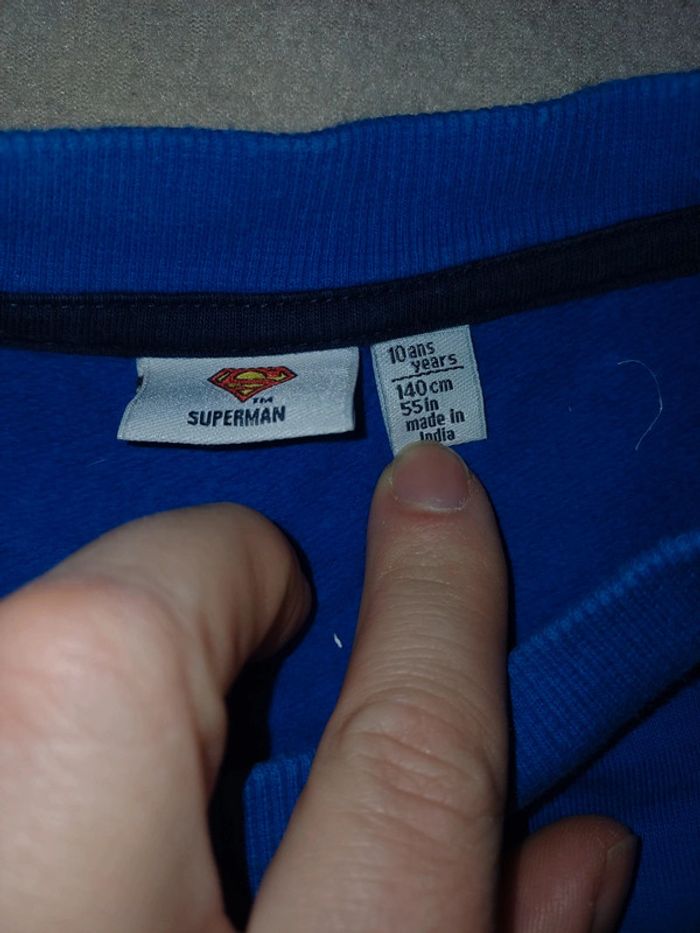 TM
SUPERMAN
10 ans
years
140 cm
55 in
made in
India